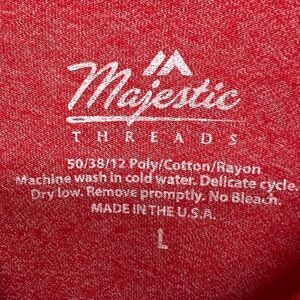 Majestic
THREADS
50/38/12 Poly/Cotton/Rayon
Machine wash in cold water. Delicate cycle
Dry low. Remove promptly. No Bleach.
MADE IN THE U.S.A.
L